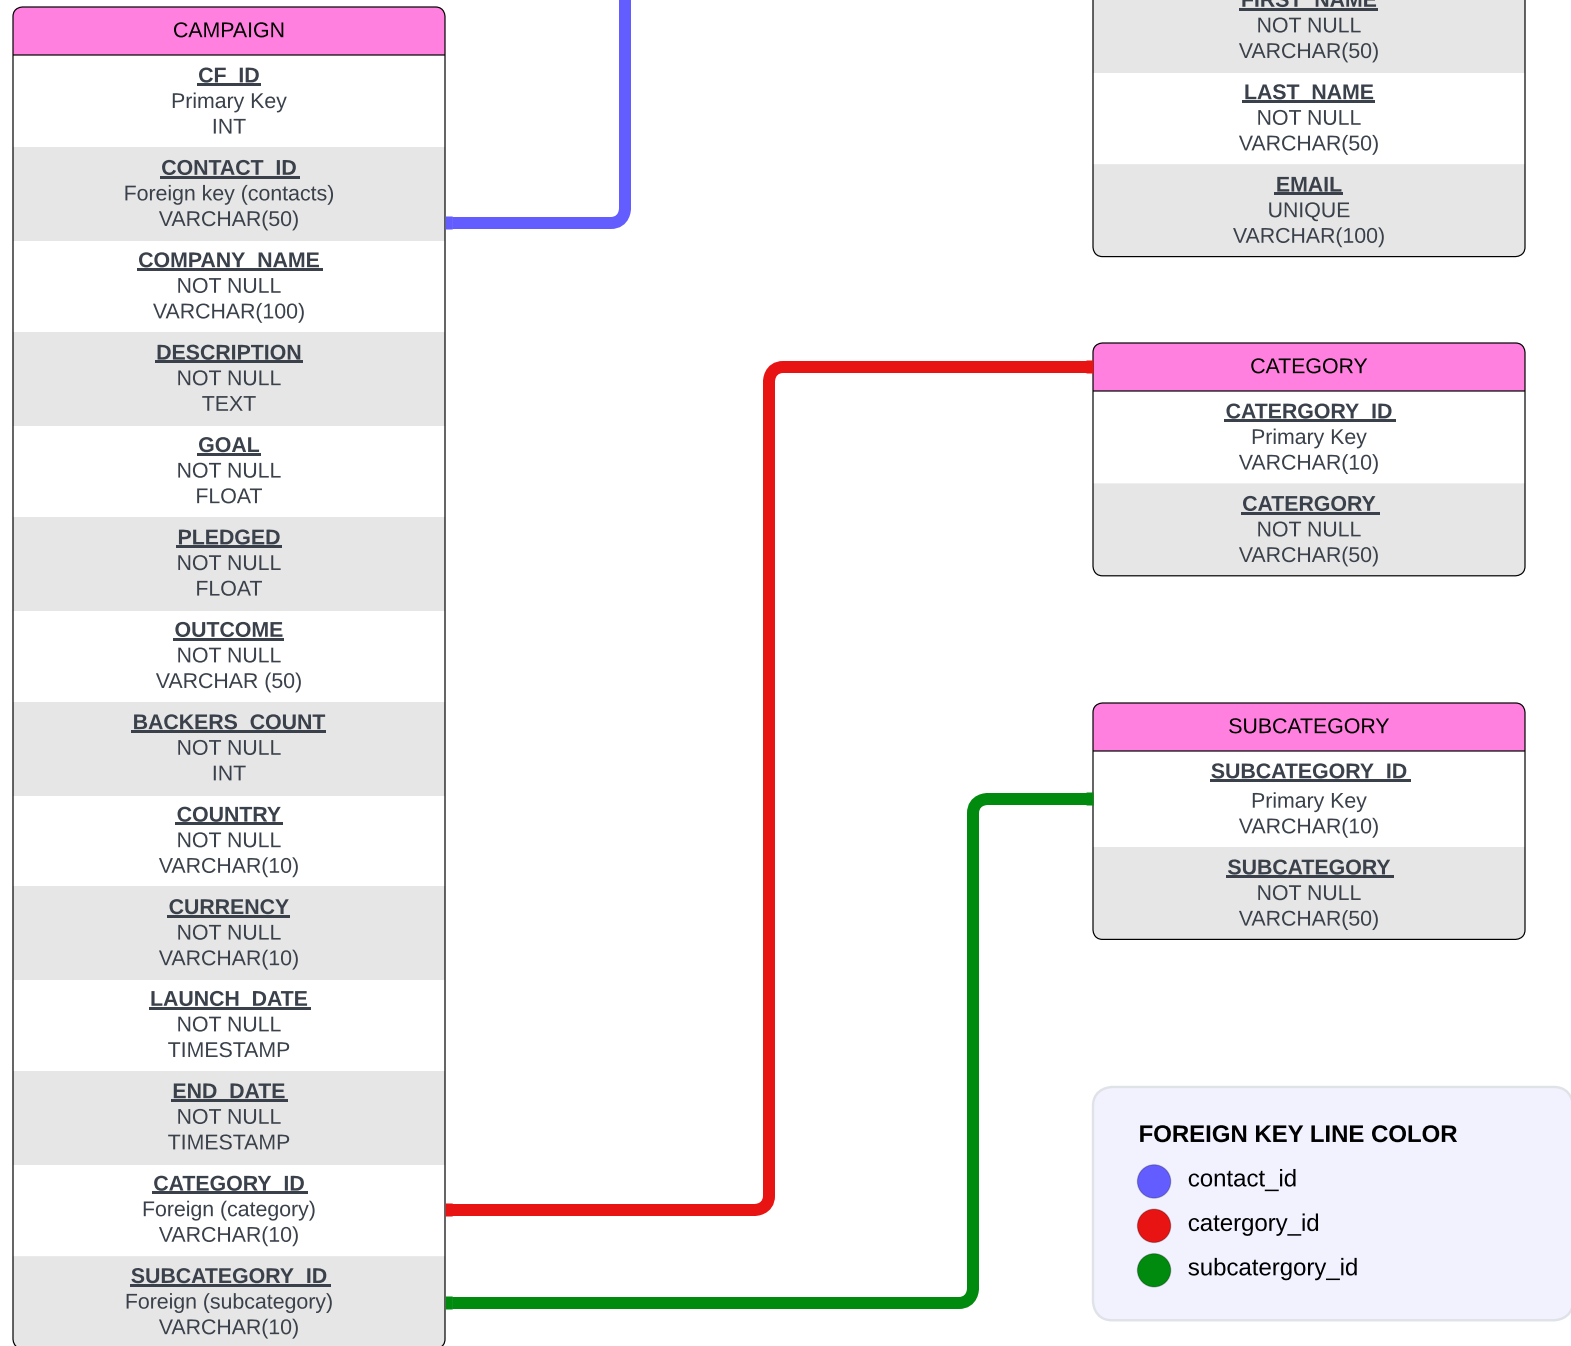 CAMPAIGN
CF_ID
Primary Key
INT
CONTACT_ID
Foreign key (contacts)
VARCHAR(50)
COMPANY_NAME
NOT NULL
VARCHAR(100)
DESCRIPTION
NOT NULL
TEXT
GOAL
NOT NULL
FLOAT
PLEDGED
NOT NULL
FLOAT
OUTCOME
NOT NULL
VARCHAR (50)
BACKERS_COUNT
NOT NULL
INT
COUNTRY
NOT NULL
VARCHAR(10)
CURRENCY
NOT NULL
VARCHAR(10)
LAUNCH_DATE
NOT NULL
TIMESTAMP
END_DATE
NOT NULL
TIMESTAMP
CATEGORY_ID
Foreign (category)
VARCHAR(10)
SUBCATEGORY_ID
Foreign (subcategory)
VARCHAR(10)
FIRST_NAME
NOT NULL
VARCHAR(50)
LAST_NAME
NOT NULL
VARCHAR(50)
EMAIL
UNIQUE
VARCHAR(100)
CATEGORY
CATERGORY_ID
Primary Key
VARCHAR(10)
CATERGORY
NOT NULL
VARCHAR(50)
SUBCATEGORY
SUBCATEGORY_ID
Primary Key
VARCHAR(10)
SUBCATEGORY
NOT NULL
VARCHAR(50)
FOREIGN KEY LINE COLOR
contact_id
catergory_id
subcatergory_id